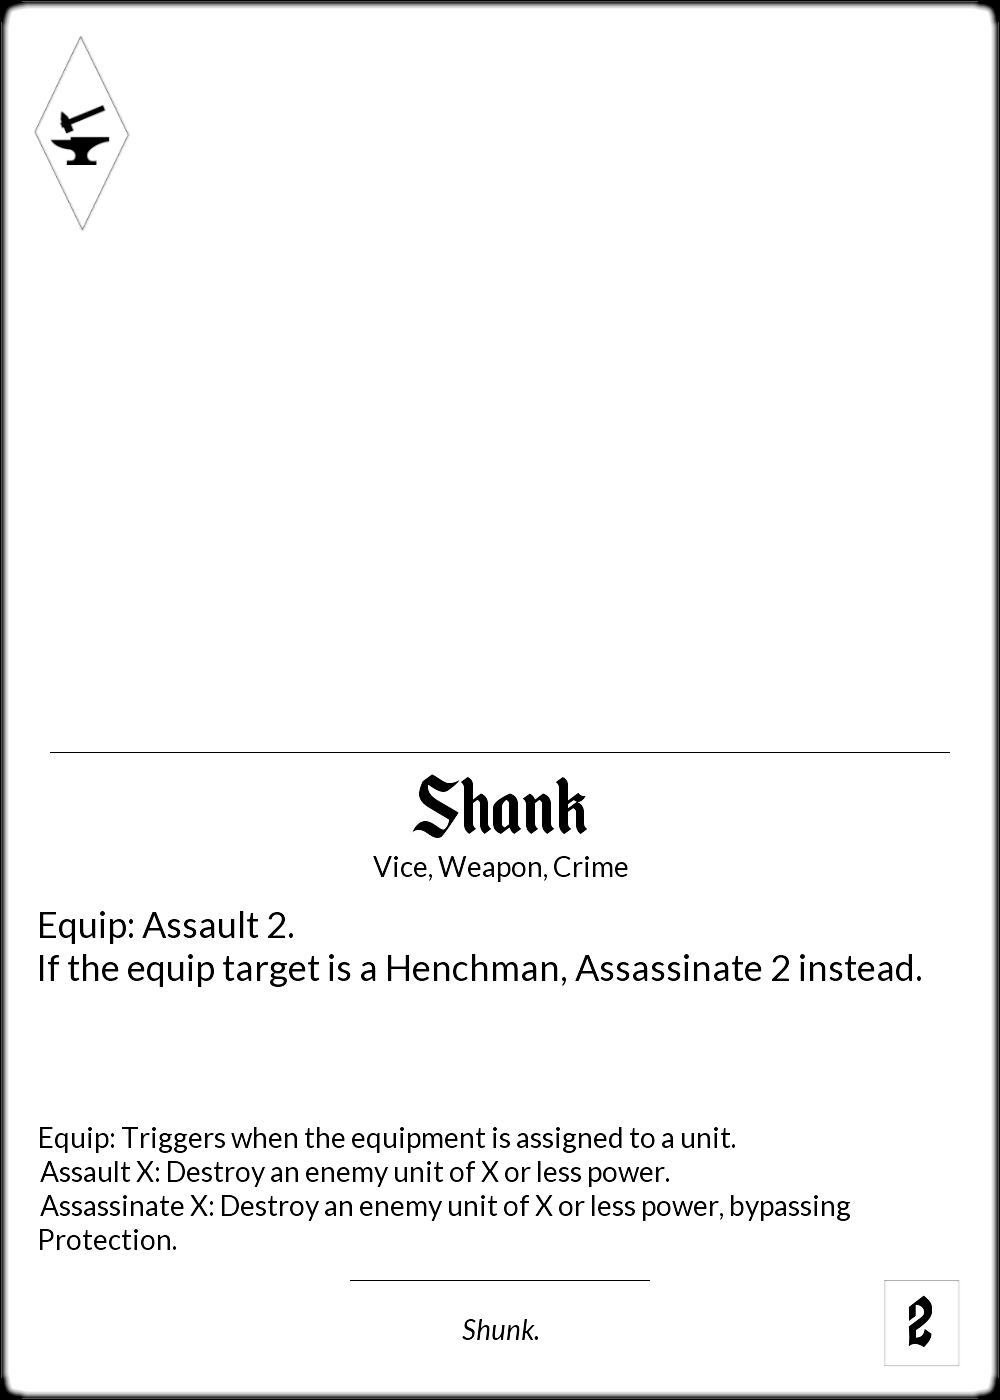 Shank
Vice, Weapon, Crime
Equip: Assault 2.
If the equip target is a Henchman, Assassinate 2 instead.
Equip: Triggers when the equipment is assigned to a unit.
Assault X: Destroy an enemy unit of X or less power.
Assassinate X: Destroy an enemy unit of X or less power, bypassing
Protection.
Shunk.
2